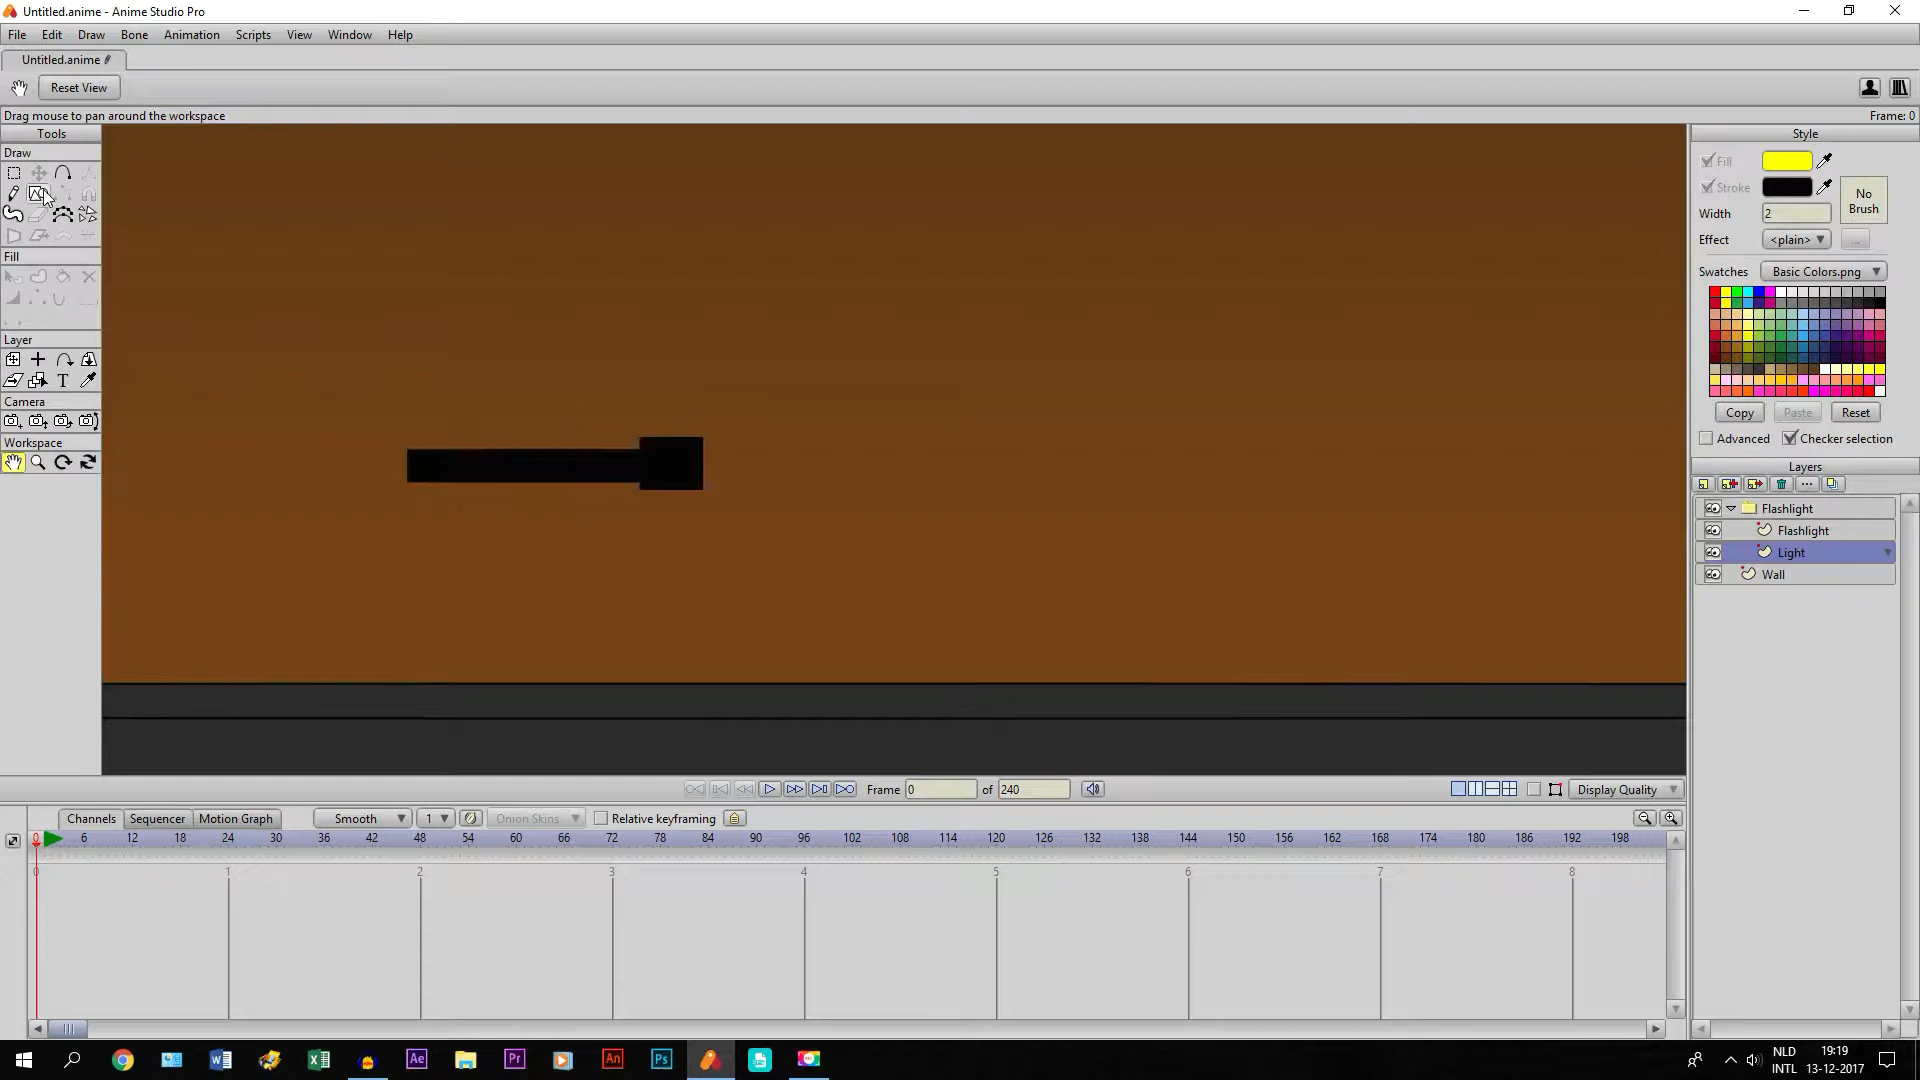 Untitled.anime - Anime Studio Pro
File Edit Draw Bone Animation Scripts View Window Help
Untitled.anime
Reset View
Drag mouse to pan around the workspace Frame: 0
Tools
Draw
Fill
Layer
T
Camera
Workspace
Style
Fill
Stroke
No
Brush
Width 2
Effect <plain> ...
Swatches Basic Colors.png
Copy Paste Reset
Advanced Checker selection
Layers
Flashlight
Flashlight
Light
Wall
Frame 0 of 240 Display Quality
Channels Sequencer Motion Graph Smooth 1 Onion Skins Relative keyframing
0 6 12 18 24 30 36 42 48 54 60 66 72 78 84 90 96 102 108 114 120 126 132 138 144 150 156 162 168 174 180 186 192 198
0 1 2 3 4 5 6 7 8
Ae Pr An Ps
NLD 19:19
INTL 13-12-2017